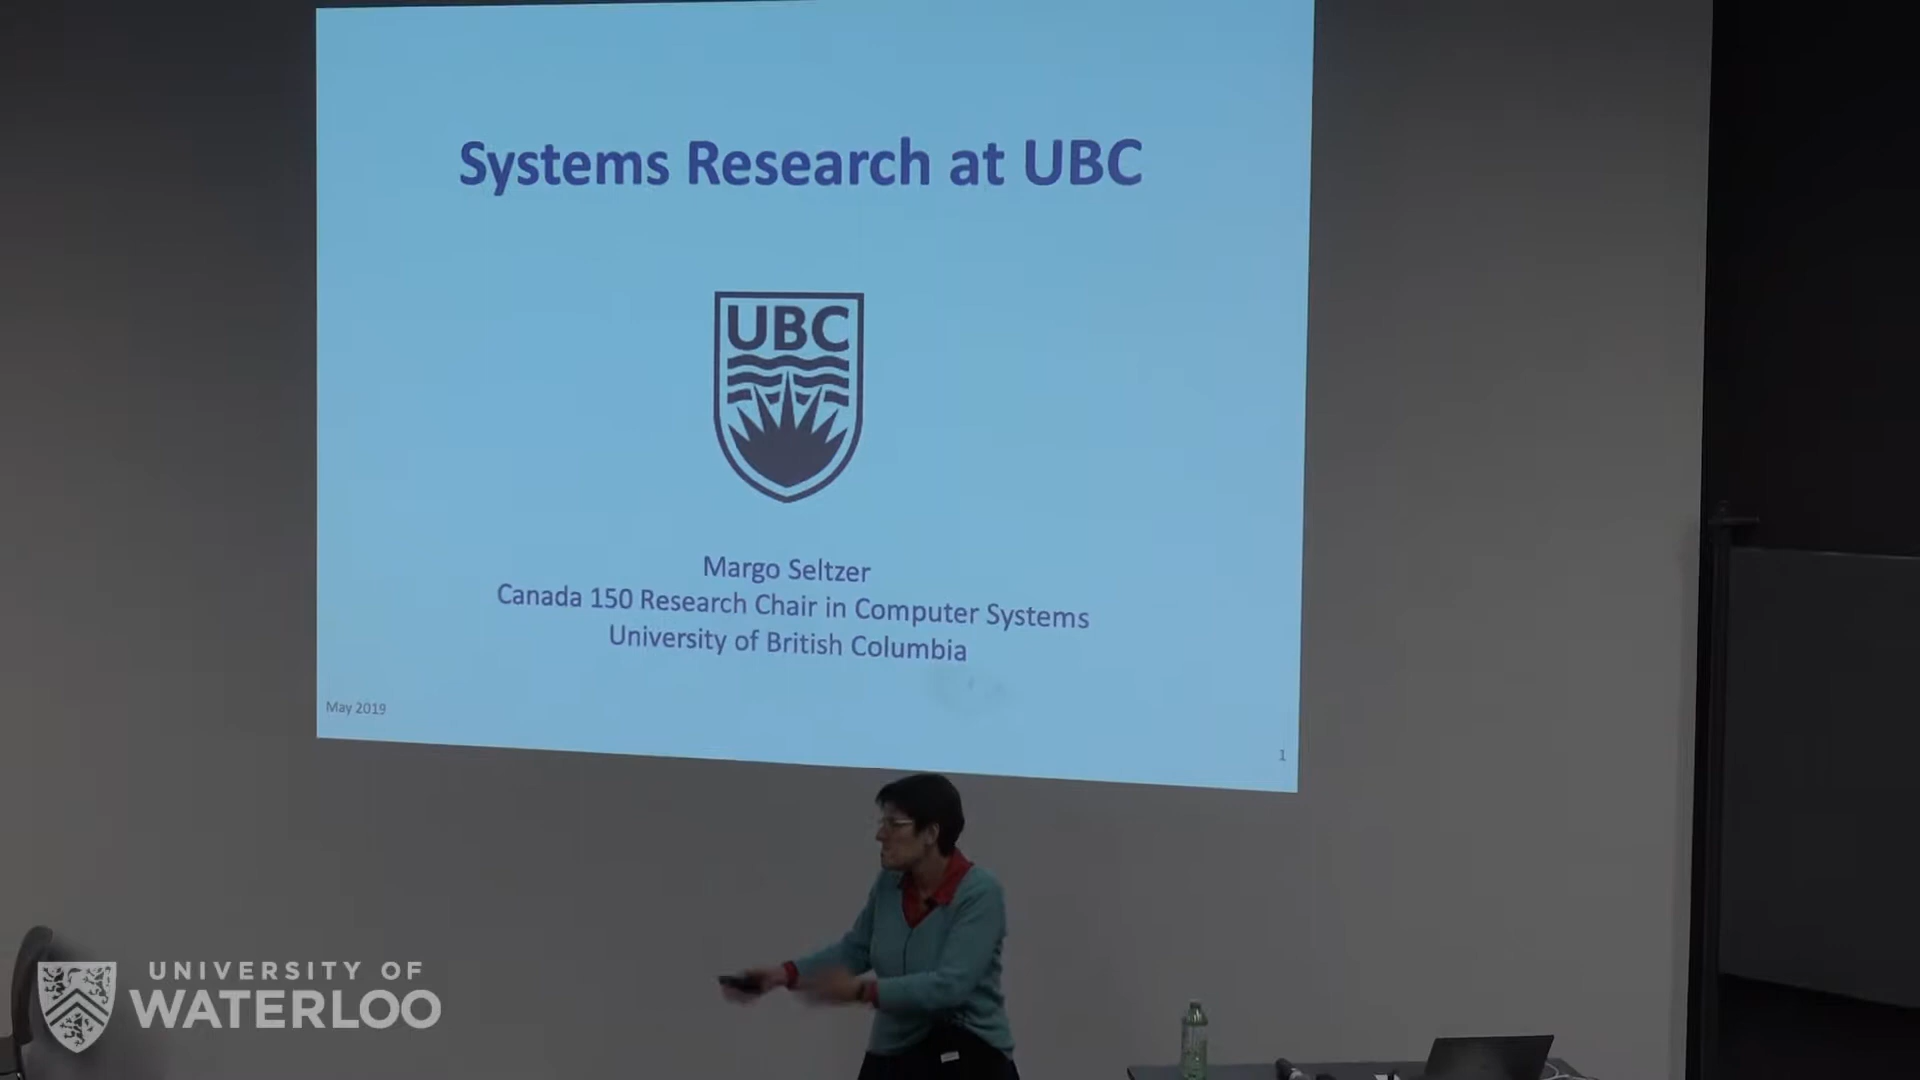 Systems Research at UBC
UBC
Margo Seltzer
Canada 150 Research Chair in Computer Systems
University of British Columbia
May 2019
1
UNIVERSITY OF
WATERLOO